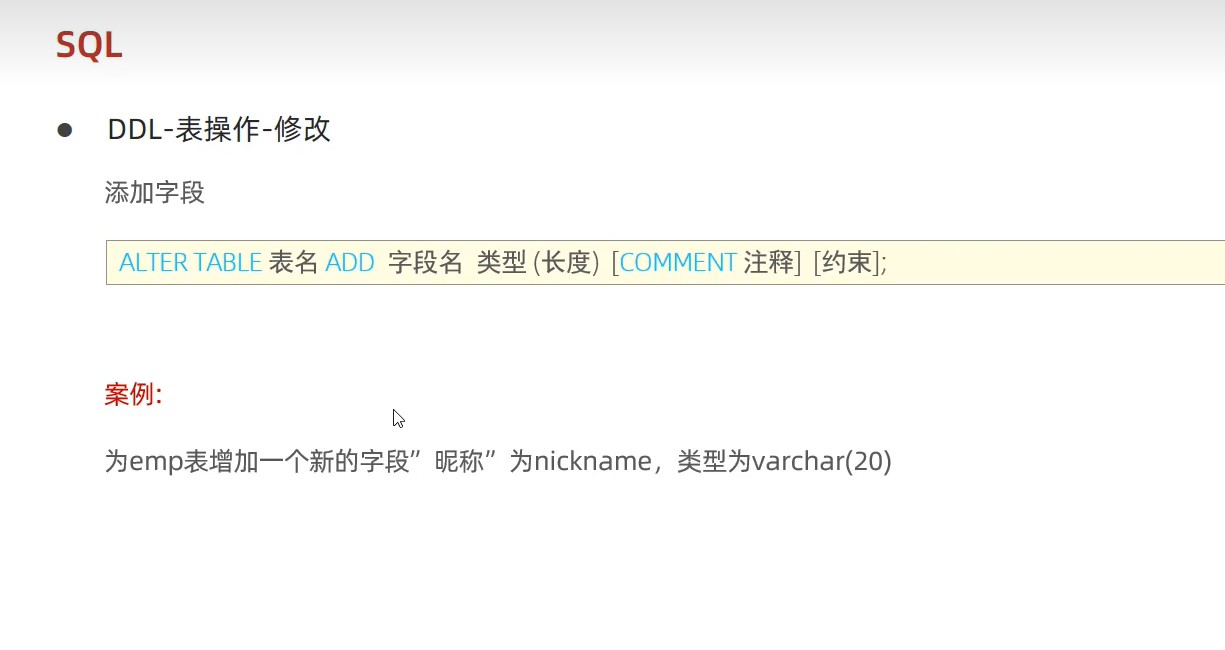 SQL
● DDL-表操作-修改
添加字段
ALTER TABLE 表名 ADD 字段名 类型 (长度) [COMMENT 注释] [约束];
案例:
为emp表增加一个新的字段”昵称”为nickname，类型为varchar(20)